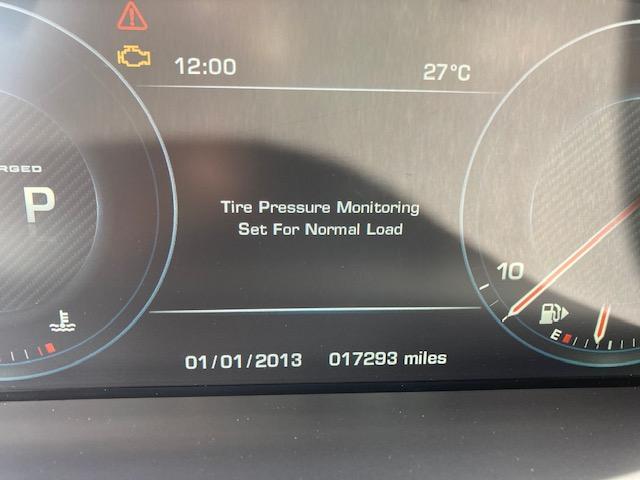 12:00
27°C
RGED
P
Tire Pressure Monitoring
Set For Normal Load
10
E
01/01/2013 017293 miles